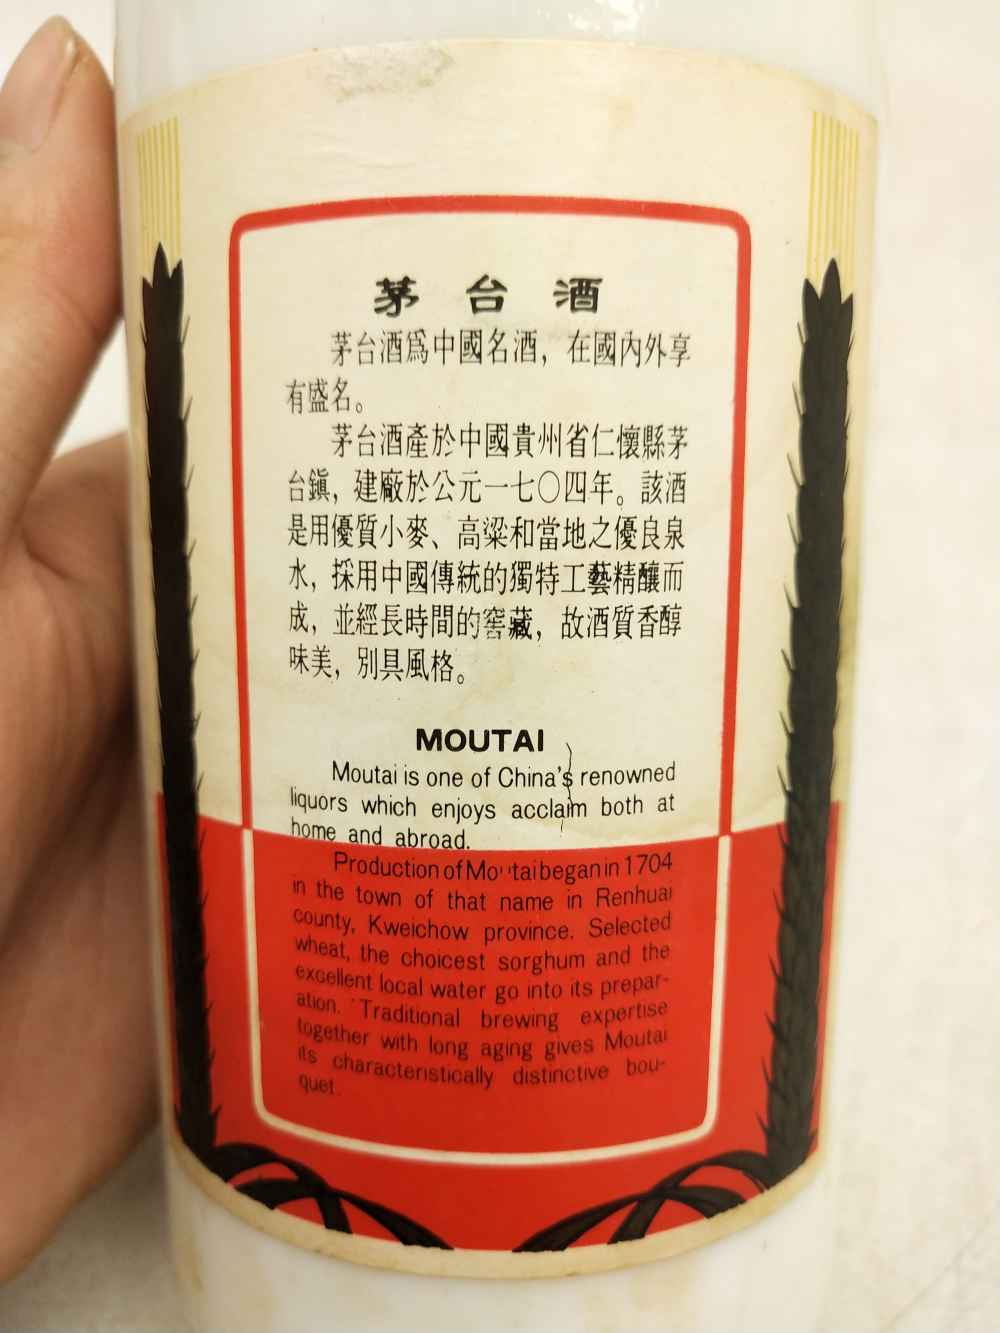 茅台酒
茅台酒爲中國名酒，在國內外享
有盛名。
茅台酒產於中國貴州省仁懷縣茅
台鎮，建廠於公元一七〇四年。該酒
是用優質小麥、高粱和當地之優良泉
水，採用中國傳統的獨特工藝精釀而
成，並經長時間的窖藏，故酒質香醇
味美，別具風格。
MOUTAI
Moutai is one of China's renowned
liquors which enjoys acclaim both at
home and abroad.
Production of Moutai began in 1704
in the town of that name in Renhuai
county, Kweichow province. Selected
wheat, the choicest sorghum and the
excellent local water go into its prepar-
ation. Traditional brewing expertise
together with long aging gives Moutai
its characteristically distinctive bou-
quet.